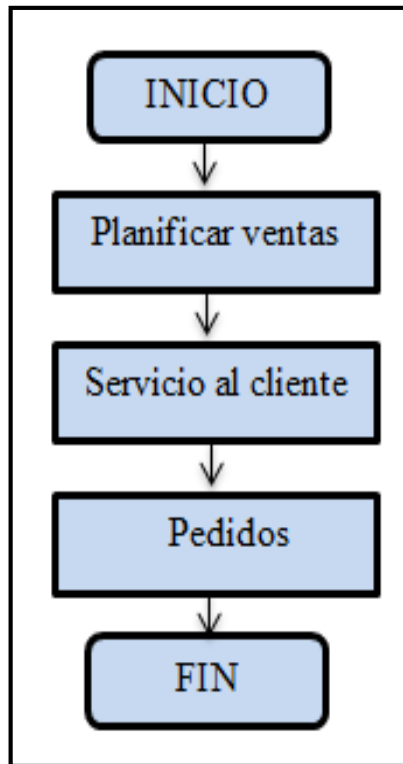 INICIO
Planificar ventas
Servicio al cliente
Pedidos
FIN